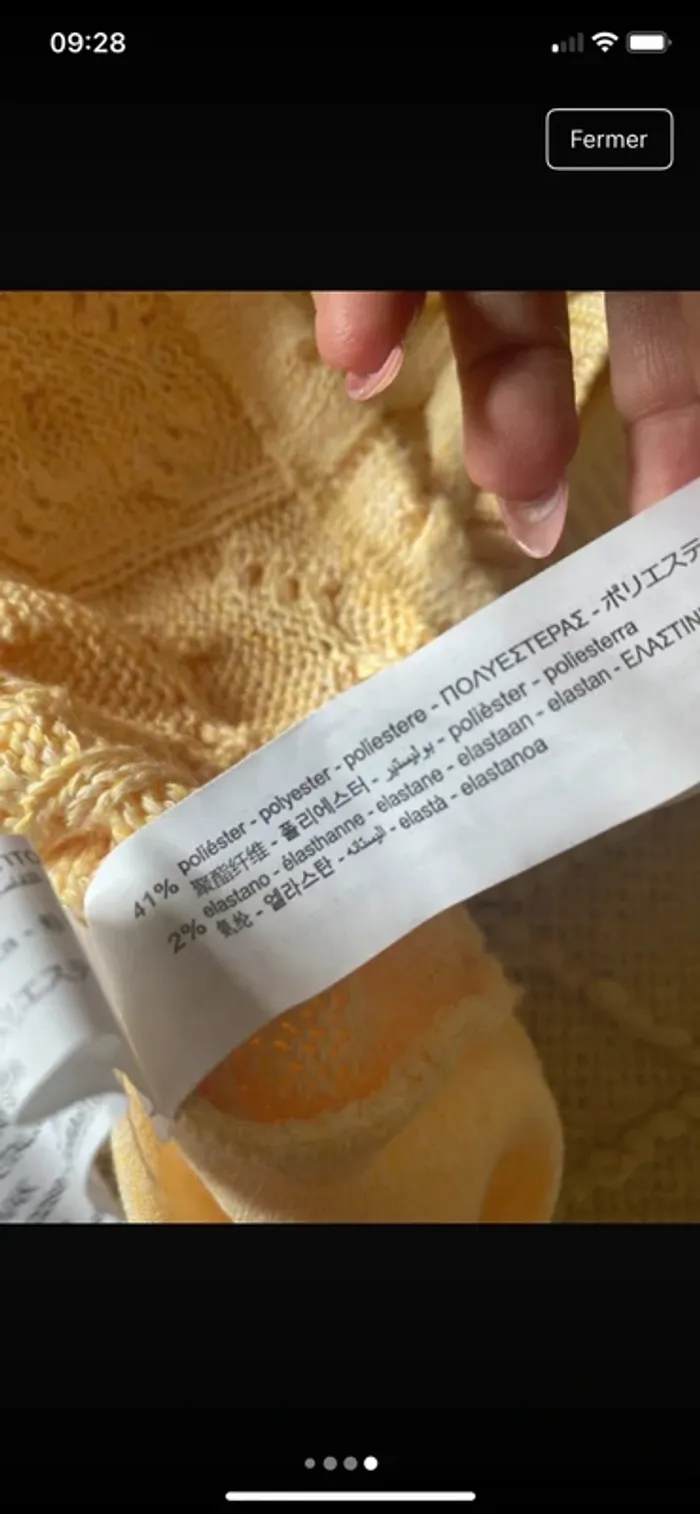 09:28
Fermer
41% poliéster - polyester - poliestere - ΠΟΛΥΕΣΤΕΡΑΣ - ポリエステ
聚酯纤维 - 폴리에스터 - بوليستير - polièster - poliesterra
2% elastano - élasthanne - elastane - elastaan - elastan - ΕΛΑΣΤΙΝ
氨纶 - 엘라스탄 - elastà - elastanoa